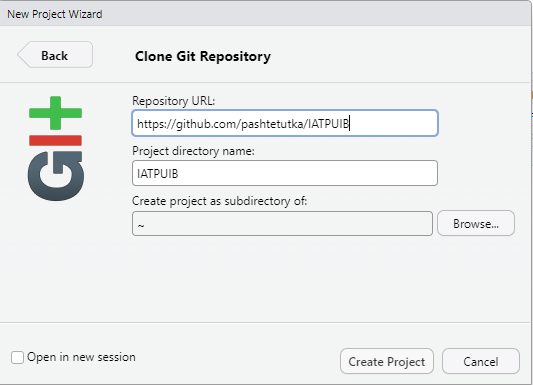 New Project Wizard
Back
Clone Git Repository
git
Repository URL:
https://github.com/pashtetutka/IATPUIB
Project directory name:
IATPUIB
Create project as subdirectory of:
~
Browse...
Open in new session
Create Project
Cancel